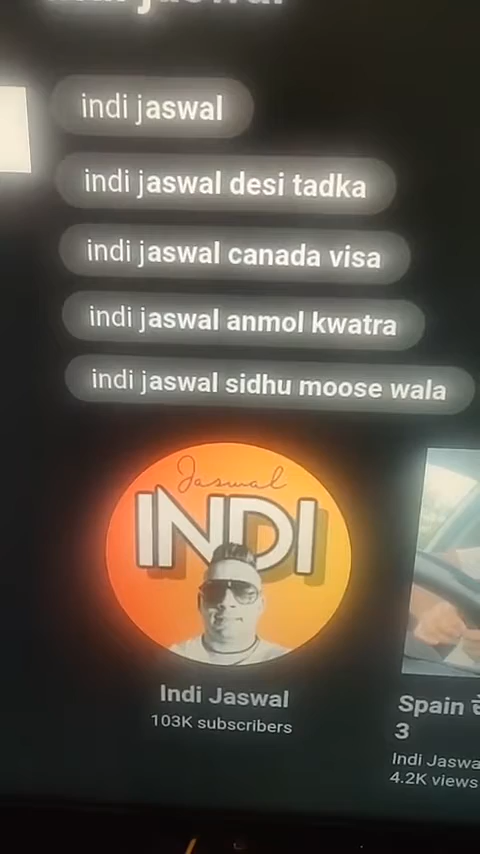 indi jaswal
indi jaswal desi tadka
indi jaswal canada visa
indi jaswal anmol kwatra
indi jaswal sidhu moose wala
Jaswal
INDI
Indi Jaswal
103K subscribers
Spain
3
Indi
4.2K views